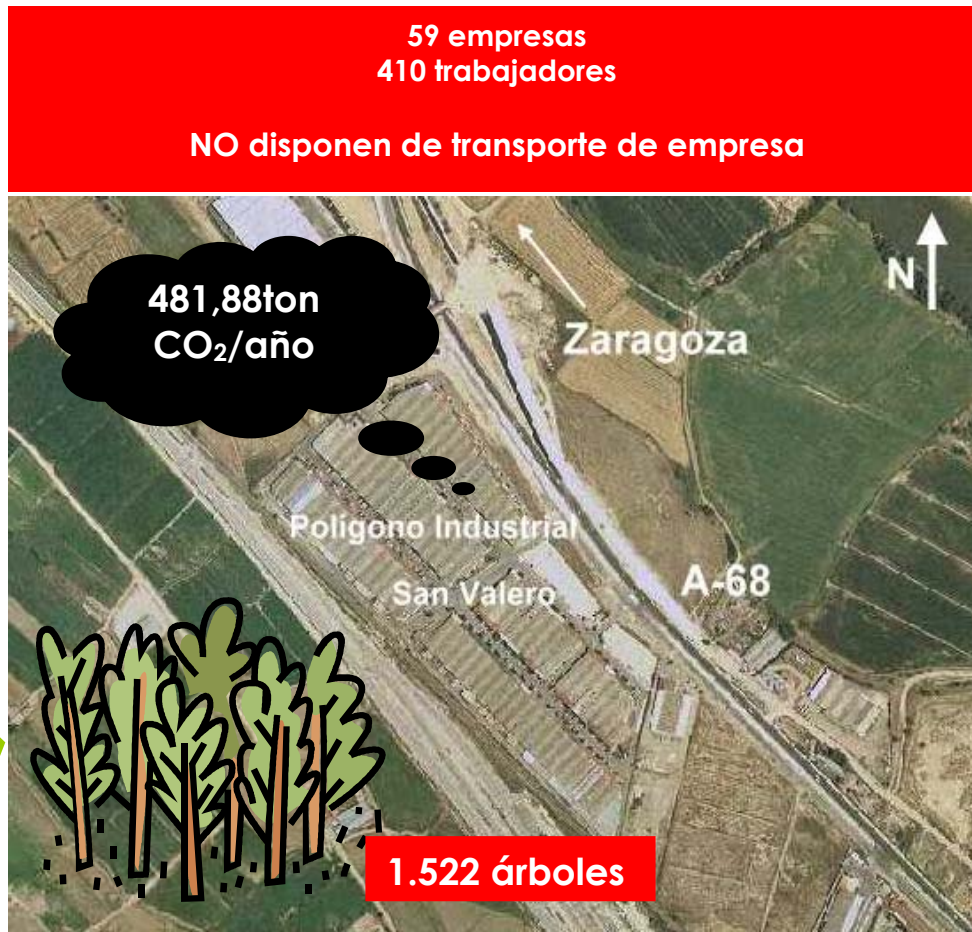 59 empresas
410 trabajadores
NO disponen de transporte de empresa
481,88ton
CO₂/año
N
Zaragoza
Poligono Industrial
San Valero
A-68
1.522 árboles